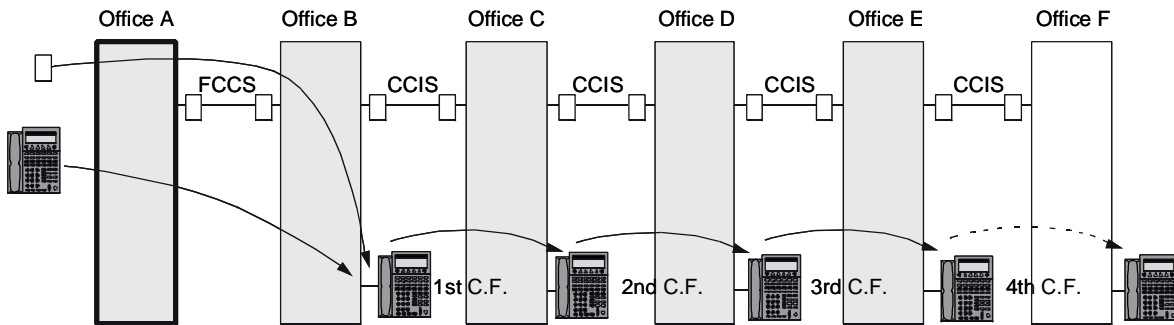 Office A
Office B
Office C
Office D
Office E
Office F
FCCS
CCIS
CCIS
CCIS
CCIS
1st C.F.
2nd C.F.
3rd C.F.
4th C.F.